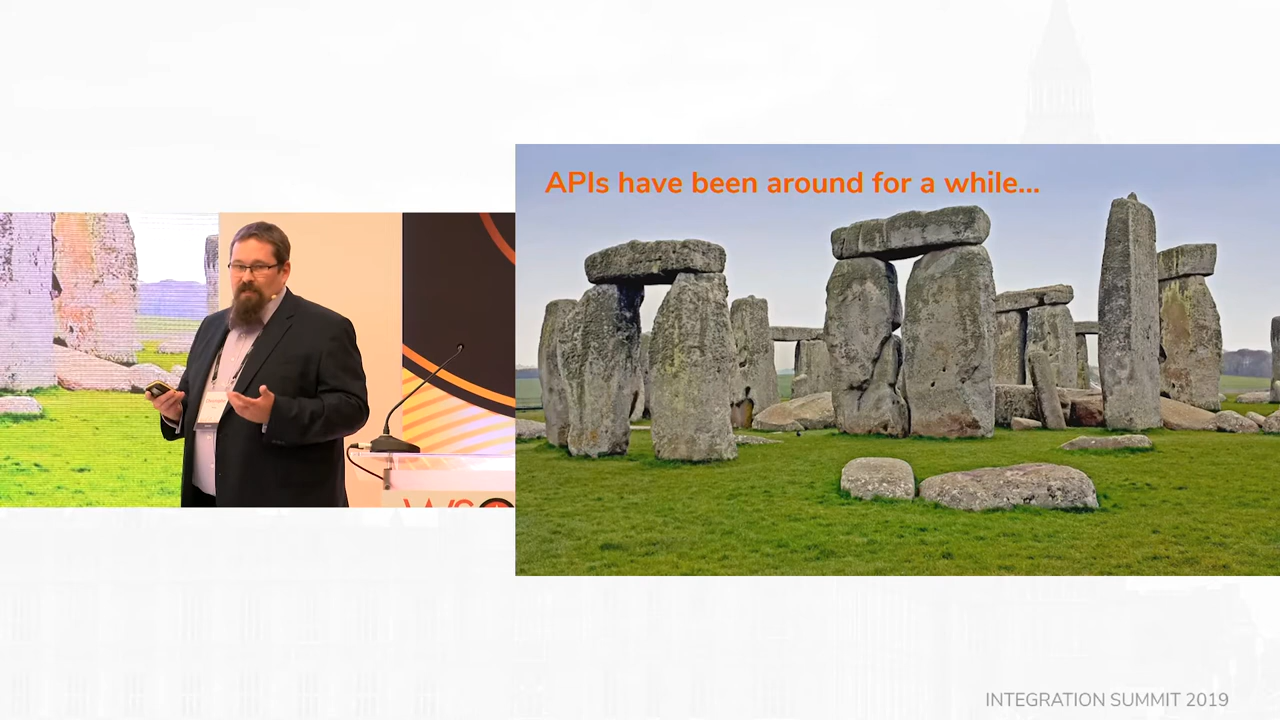 APIs have been around for a while...
INTEGRATION SUMMIT 2019